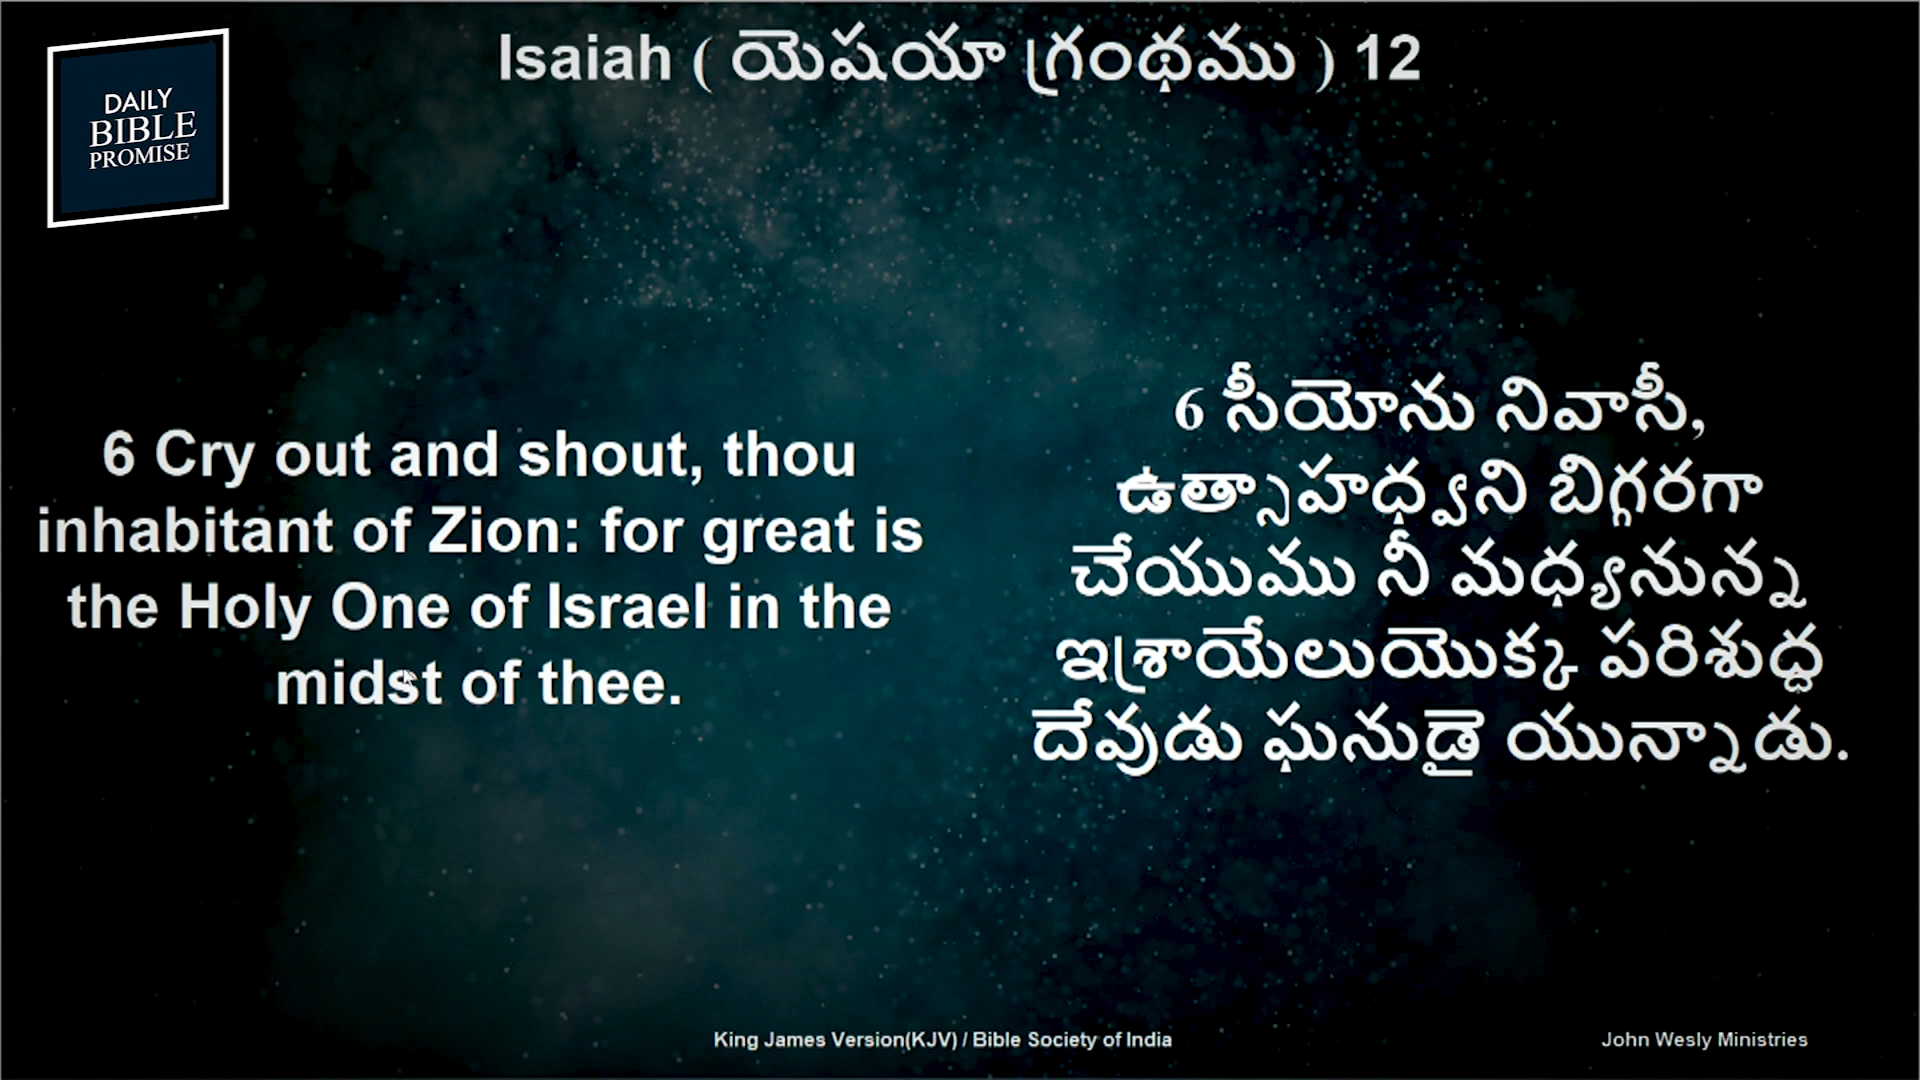 Isaiah ( యెషయా గ్రంథము ) 12
DAILY
BIBLE
PROMISE
6 Cry out and shout, thou
inhabitant of Zion: for great is
the Holy One of Israel in the
midst of thee.
6 సీయోను నివాసీ,
ఉత్సాహధ్వని బిగ్గరగా
చేయుము నీ మధ్యనున్న
ఇశ్రాయేలుయొక్క పరిశుద్ధ
దేవుడు ఘనుడై యున్నాడు.
King James Version(KJV) / Bible Society of India
John Wesly Ministries